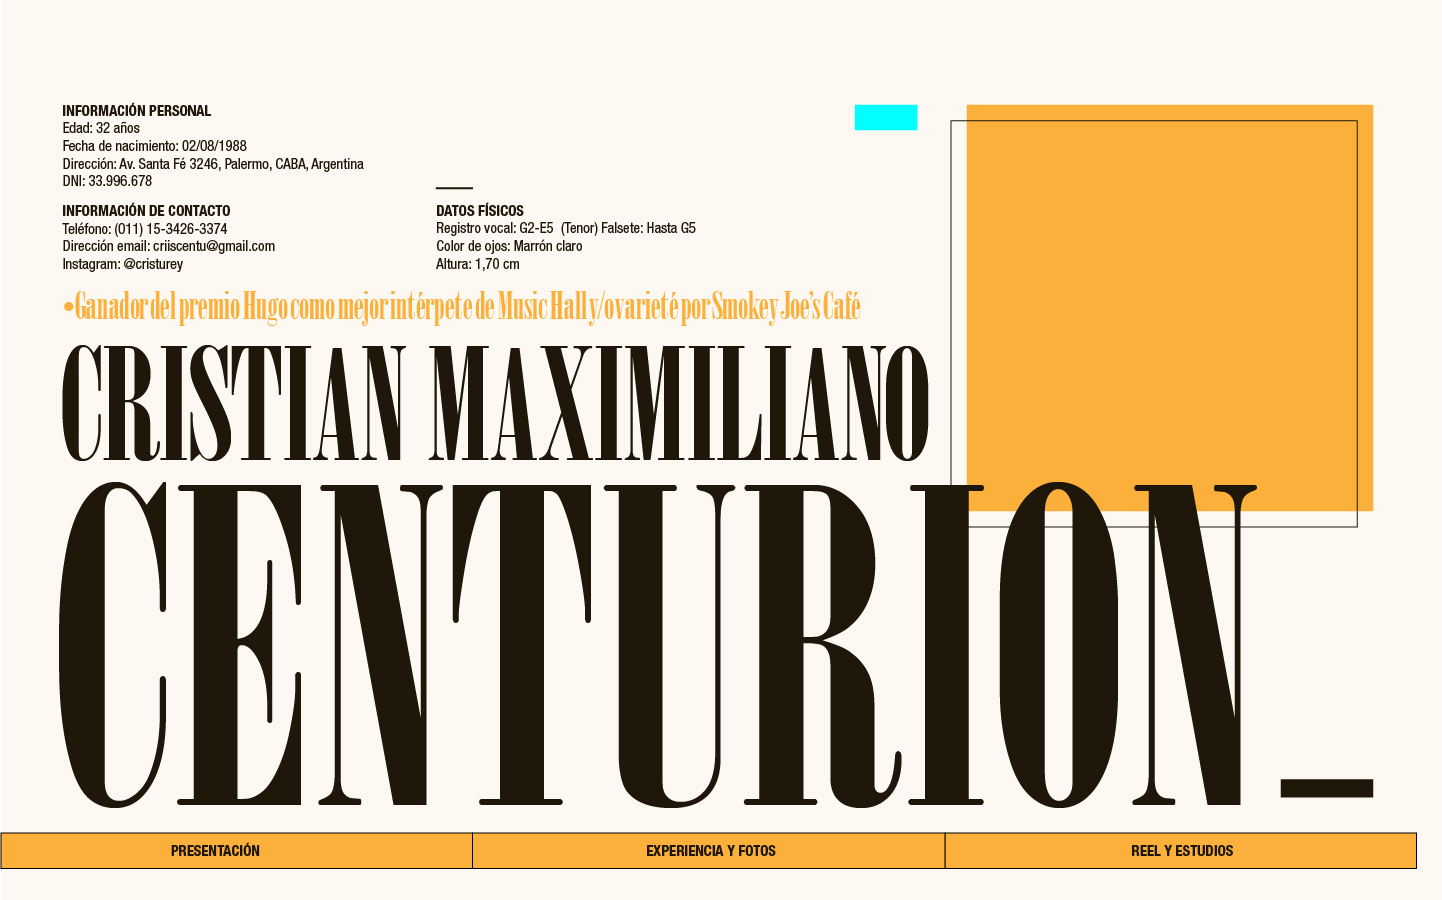 INFORMACIÓN PERSONAL
Edad: 32 años
Fecha de nacimiento: 02/08/1988
Dirección: Av. Santa Fé 3246, Palermo, CABA, Argentina
DNI: 33.996.678
INFORMACIÓN DE CONTACTO
Teléfono: (011) 15-3426-3374
Dirección email: criiscentu@gmail.com
Instagram: @cristurey
DATOS FÍSICOS
Registro vocal: G2-E5 (Tenor) Falsete: Hasta G5
Color de ojos: Marrón claro
Altura: 1,70 cm
•Ganador del premio Hugo como mejor intérpete de Music Hall y/o varieté por Smokey Joe's Café
CRISTIAN MAXIMILIANO
CENTURION_
PRESENTACIÓN
EXPERIENCIA Y FOTOS
REEL Y ESTUDIOS